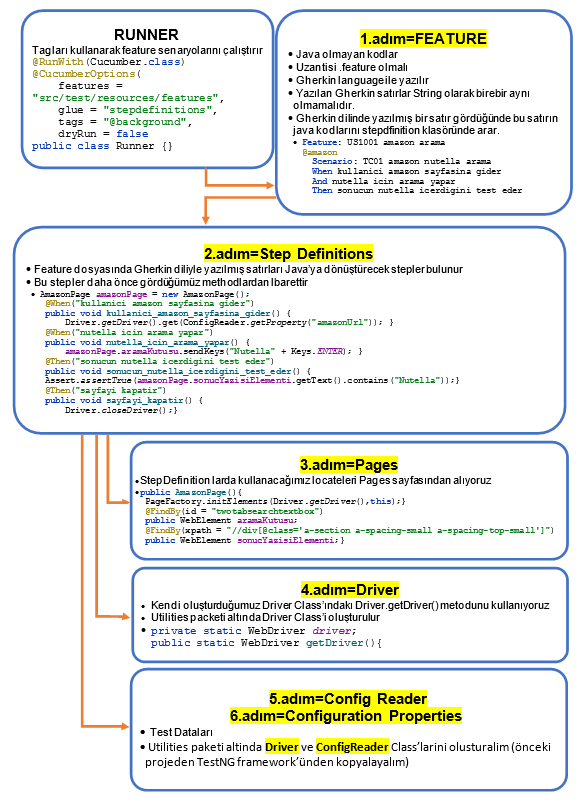 RUNNER
Tagları kullanarak feature senaryolarını çalıştırır
@RunWith(Cucumber.class)
@CucumberOptions(
features =
"src/test/resources/features",
glue = "stepdefinitions",
tags = "@background",
dryRun = false
public class Runner {}
1.adım=FEATURE
• Java olmayan kodlar
• Uzantisi .feature olmalı
• Gherkin language ile yazılır
• Yazılan Gherkin satırlar String olarak birebir aynı
olmamalıdır.
• Gherkin dilinde yazılmış bir satır gördüğünde bu satırın
java kodlarını stepdfinition klasöründe arar.
• Feature: US1001 amazon arama
@amazon
Scenario: TC01 amazon nutella arama
When kullanici amazon sayfasina gider
And nutella icin arama yapar
Then sonucun nutella icerdigini test eder
2.adım=Step Definitions
• Feature dosyasında Gherkin diliyle yazılmış satırları Java'ya dönüştürecek stepler bulunur
• Bu stepler daha önce gördüğümüz methodlardan İbarettir
• AmazonPage amazonPage = new AmazonPage();
@When("kullanici amazon sayfasina gider")
public void kullanici_amazon_sayfasina_gider() {
Driver.getDriver().get(ConfigReader.getProperty("amazonUrl")); }
@When("nutella icin arama yapar")
public void nutella_icin_arama_yapar() {
amazonPage.aramaKutusu.sendKeys("Nutella" + Keys.ENTER); }
@Then("sonucun nutella icerdigini test eder")
public void sonucun_nutella_icerdigini_test_eder() {
Assert.assertTrue(amazonPage.sonucYazisiElementi.getText().contains("Nutella"));}
@Then("sayfayi kapatir")
public void sayfayi_kapatir() {
Driver.closeDriver();}
3.adım=Pages
• Step Definition larda kullanacağımız locateleri Pages sayfasından alıyoruz
• public AmazonPage(){
PageFactory.initElements(Driver.getDriver(),this);}
@FindBy(id = "twotabsearchtextbox")
public WebElement aramaKutusu;
@FindBy(xpath = "//div[@class='a-section a-spacing-small a-spacing-top-small']")
public WebElement sonucYazisiElementi;}
4.adım=Driver
• Kendi oluşturduğumuz Driver Class'ındaki Driver.getDriver() metodunu kullanıyoruz
• Utilities packeti altında Driver Class'i oluşturulur
• private static WebDriver driver;
public static WebDriver getDriver(){
5.adım=Config Reader
6.adım=Configuration Properties
• Test Dataları
• Utilities paketi altinda Driver ve ConfigReader Class'larini olusturalim (önceki
projeden TestNG framework'ünden kopyalayalım)